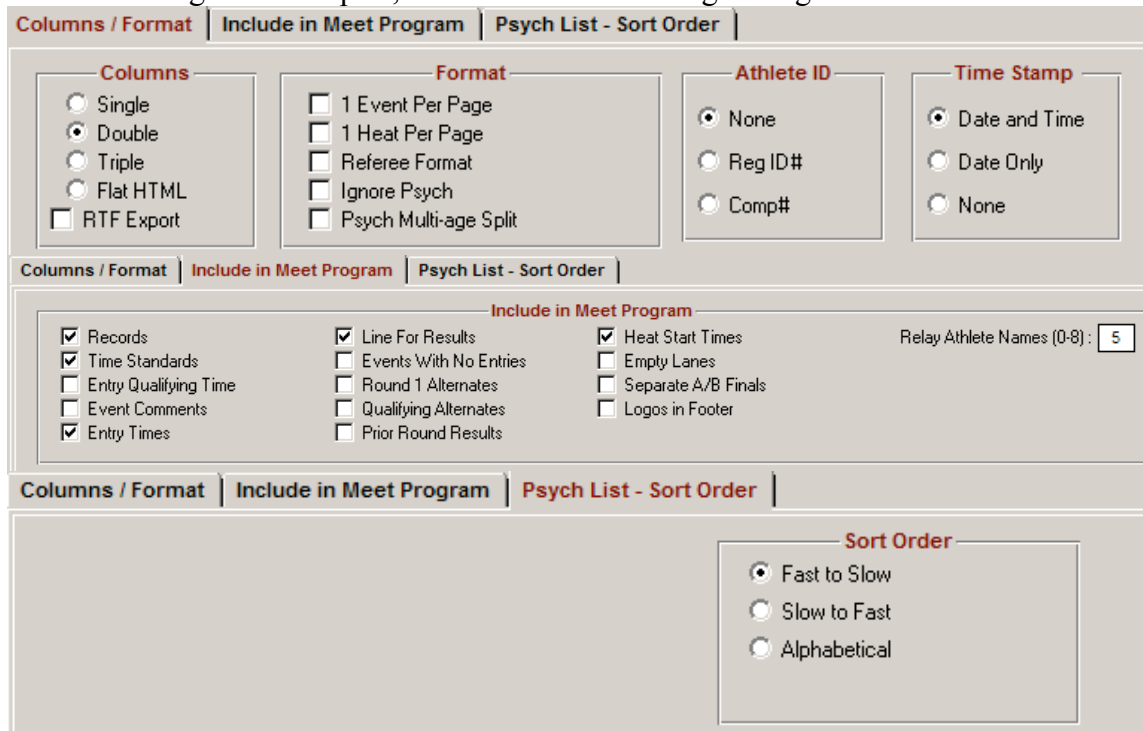 Columns / Format Include in Meet Program Psych List - Sort Order
Columns
Single
Double
Triple
Flat HTML
RTF Export
Format
1 Event Per Page
1 Heat Per Page
Referee Format
Ignore Psych
Psych Multi-age Split
Athlete ID
None
Reg ID#
Comp#
Time Stamp
Date and Time
Date Only
None
Columns / Format Include in Meet Program Psych List - Sort Order
Include in Meet Program
Records
Time Standards
Entry Qualifying Time
Event Comments
Entry Times
Line For Results
Events With No Entries
Round 1 Alternates
Qualifying Alternates
Prior Round Results
Heat Start Times
Empty Lanes
Separate A/B Finals
Logos in Footer
Relay Athlete Names (0-8) : 5
Columns / Format Include in Meet Program Psych List - Sort Order
Sort Order
Fast to Slow
Slow to Fast
Alphabetical